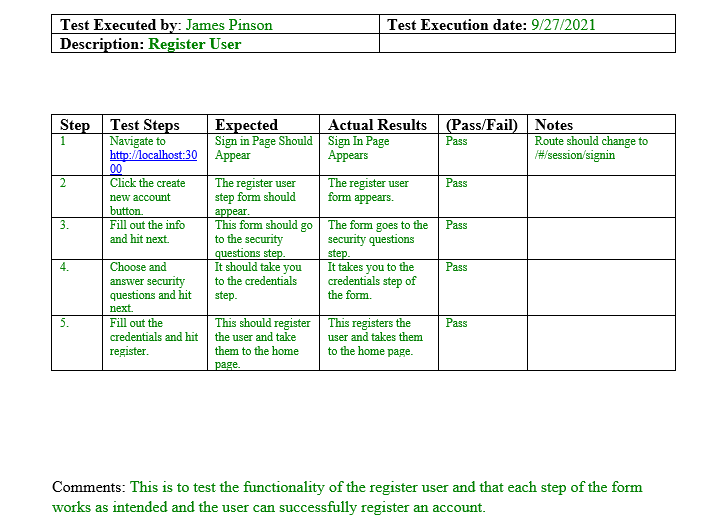 Test Executed by: James Pinson Test Execution date: 9/27/2021
Description: Register User
Step Test Steps Expected Actual Results (Pass/Fail) Notes
1 Navigate to Sign in Page Should Sign In Page Pass Route should change to
http://localhost:30 Appear Appears /#/session/signin
00
2 Click the create The register user The register user Pass
new account step form should form appears.
button. appear.
3. Fill out the info This form should go The form goes to the Pass
and hit next. to the security security questions
questions step. step.
4. Choose and It should take you It takes you to the Pass
answer security to the credentials credentials step of
questions and hit step. the form.
next.
5. Fill out the This should register This registers the Pass
credentials and hit the user and take user and takes them
register. them to the home to the home page.
page.
Comments: This is to test the functionality of the register user and that each step of the form
works as intended and the user can successfully register an account.